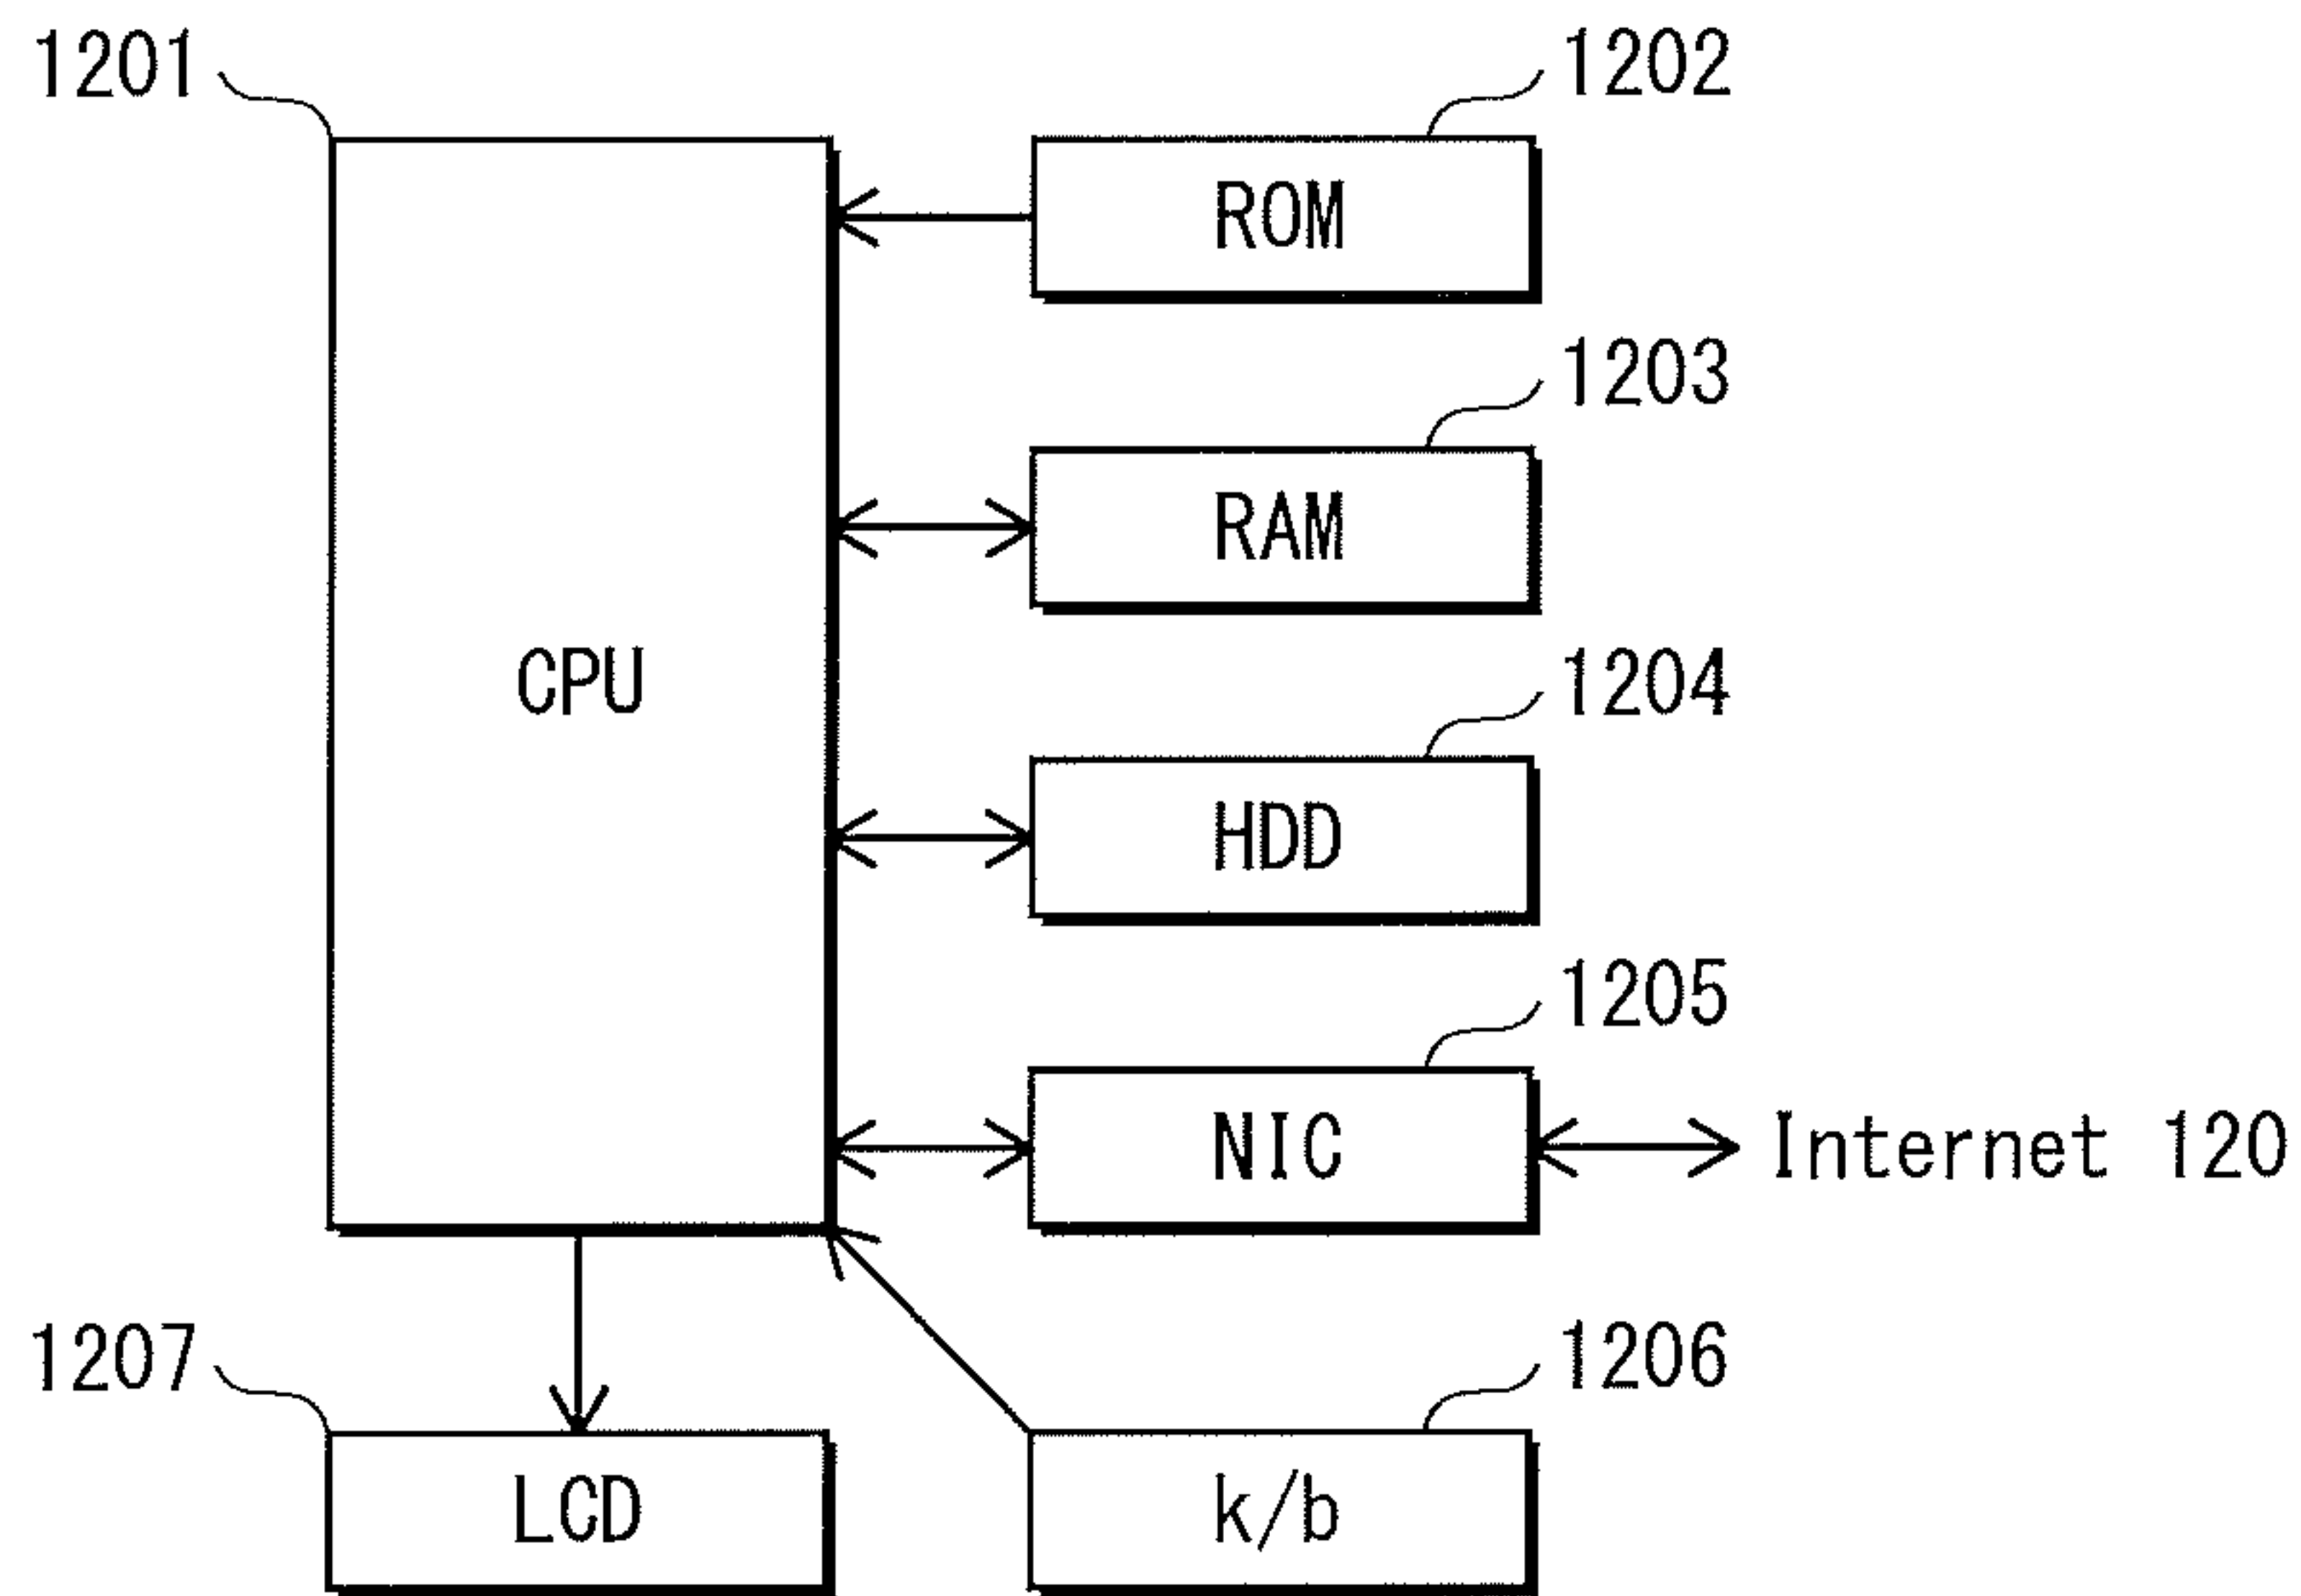 1201
1202
ROM
1203
RAM
CPU
1204
HDD
1205
NIC
Internet 120
1207
1206
LCD
k/b